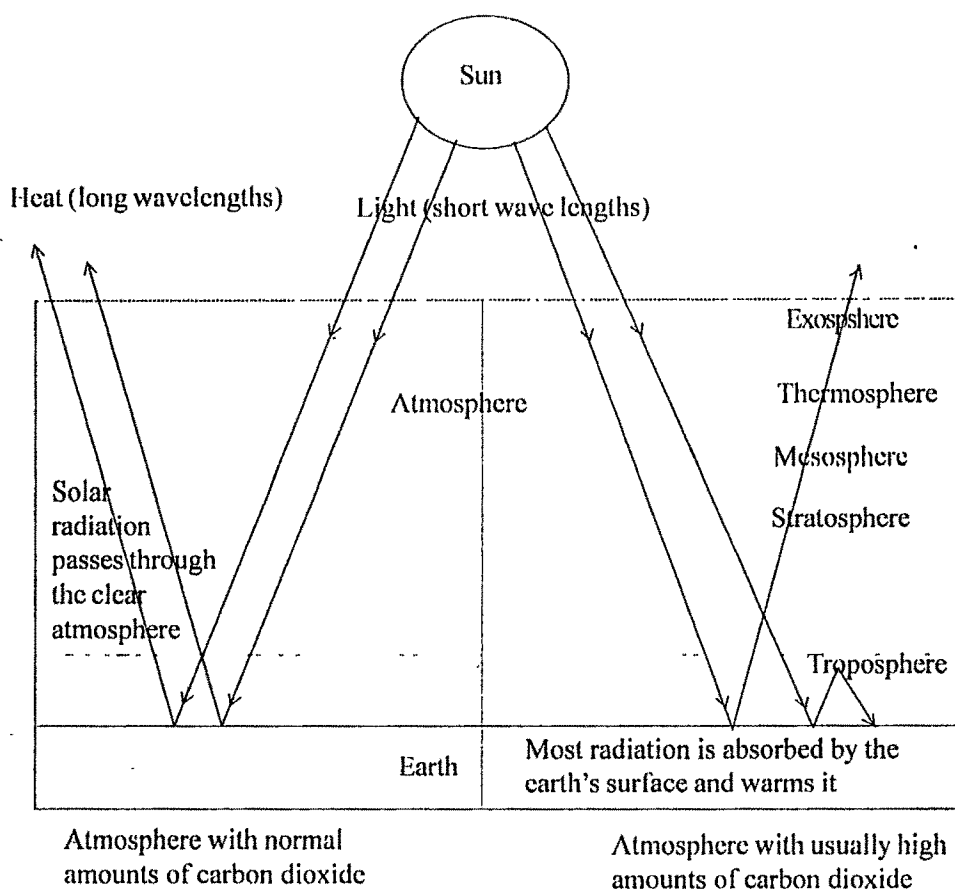 Sun
Heat (long wavelengths)
Light (short wave lengths)
Exospshere
Atmosphere
Thermosphere
Mesosphere
Stratosphere
Solar
radiation
passes through
the clear
atmosphere
Troposphere
Earth
Most radiation is absorbed by the
earth's surface and warms it
Atmosphere with normal
amounts of carbon dioxide
Atmosphere with usually high
amounts of carbon dioxide